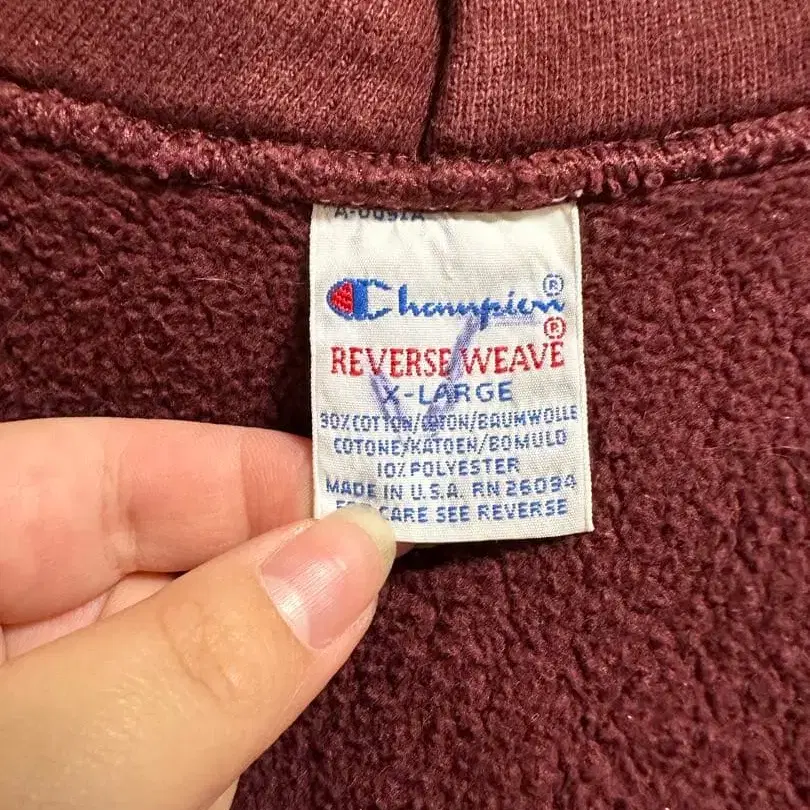 A-0091A
Champion®
REVERSE WEAVE®
X-LARGE
90%COTTON/COTON/BAUMWOLLE
COTONE/KATOEN/BOMULD
10% POLYESTER
MADE IN U.S.A. RN 26094
CARE SEE REVERSE